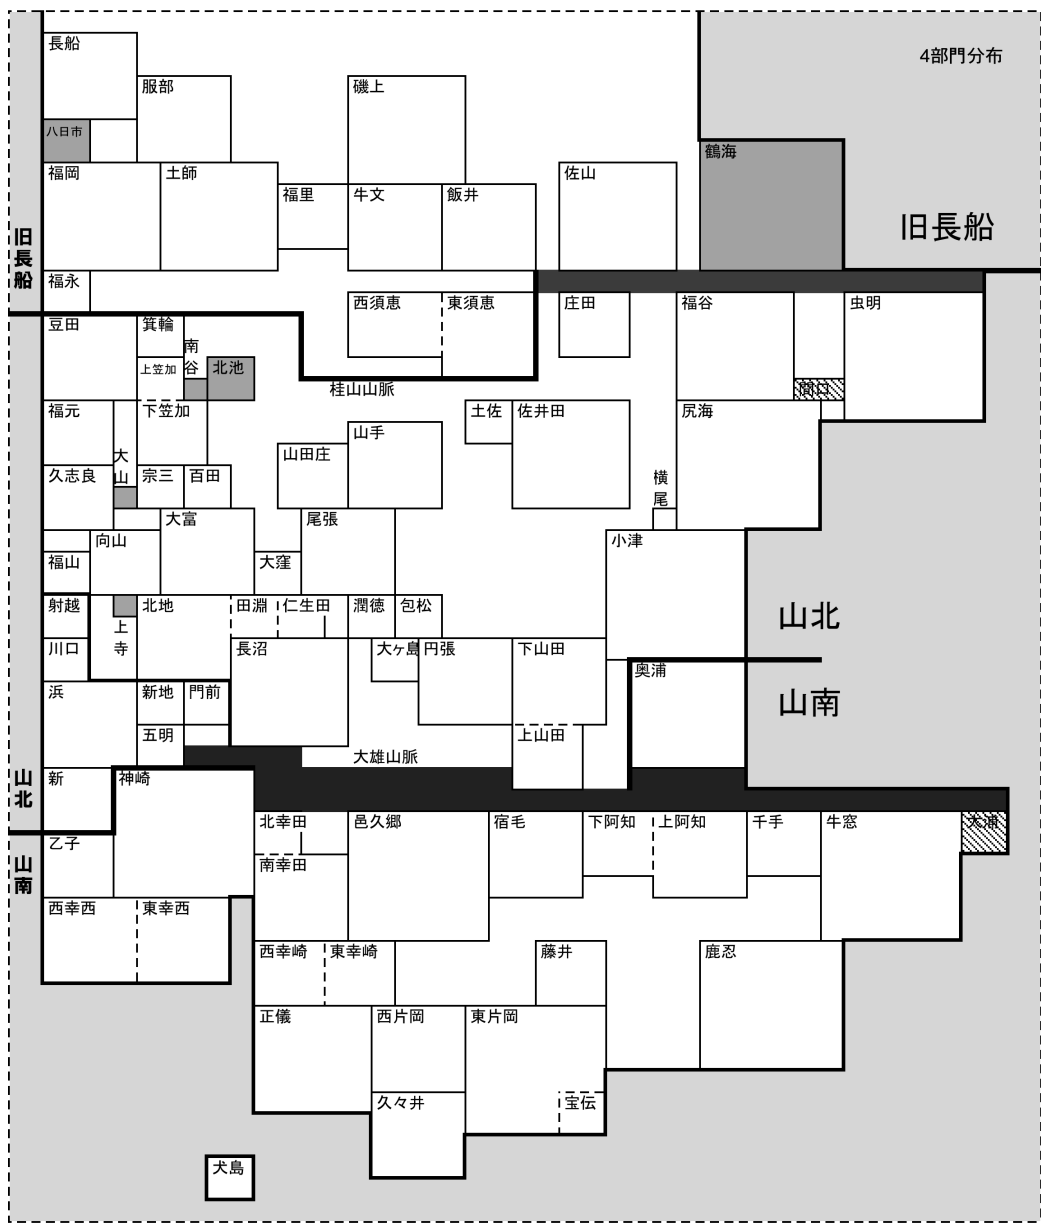 長船
4部門分布
服部
磯上
八日市
鶴海
福岡
土師
佐山
福里
牛文
飯井
旧長船
旧長船
福永
西須恵
東須恵
庄田
福谷
虫明
豆田
箕輪
南谷
上笠加
北池
桂山山脈
間口
福元
下笠加
土佐
佐井田
尻海
山手
山田庄
大山
久志良
宗三
百田
横尾
大富
尾張
向山
小津
福山
大窪
射越
北地
田淵
仁生田
潤徳
包松
山北
上寺
川口
長沼
大ヶ島
円張
下山田
奥浦
浜
新地
門前
山南
五明
上山田
大雄山脈
山北
新
神崎
北幸田
邑久郷
宿毛
下阿知
上阿知
千手
牛窓
大浦
乙子
山南
南幸田
西幸西
東幸西
西幸崎
東幸崎
藤井
鹿忍
正儀
西片岡
東片岡
久々井
宝伝
犬島